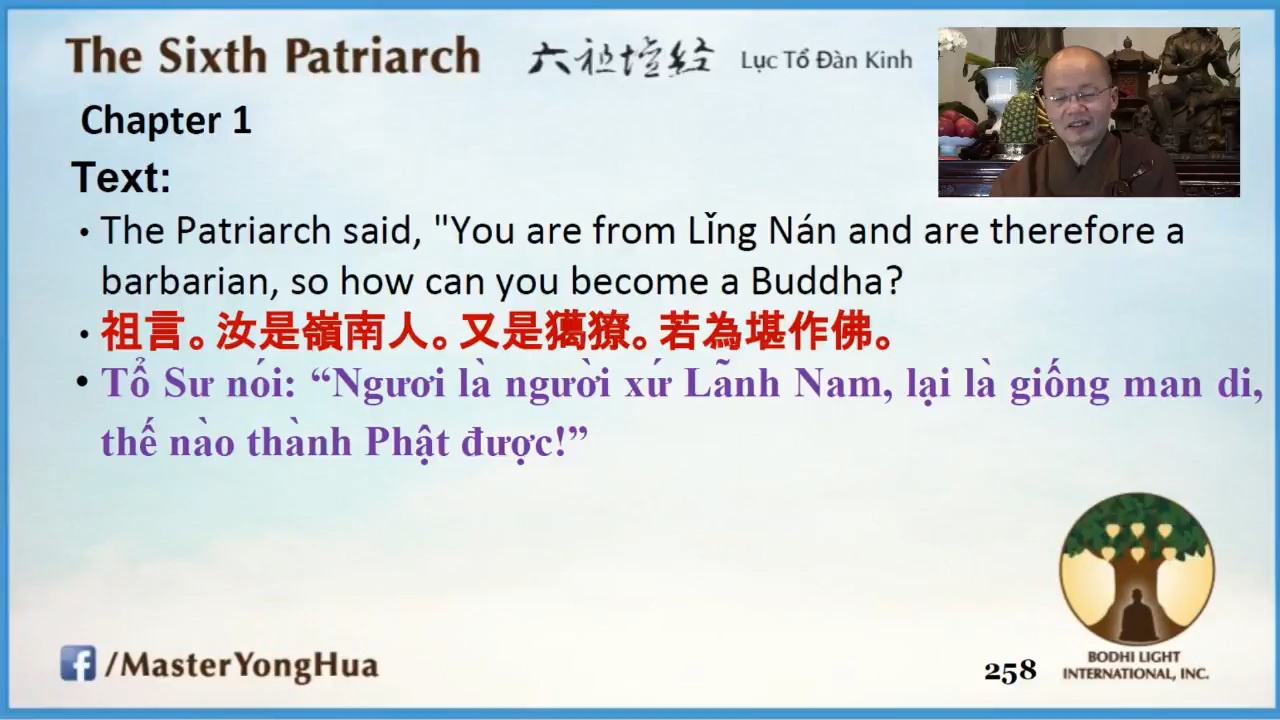 The Sixth Patriarch 六祖壇經 Lục Tổ Đàn Kinh
Chapter 1
Text:
• The Patriarch said, "You are from Lǐng Nán and are therefore a
barbarian, so how can you become a Buddha?
• 祖言。汝是嶺南人。又是獦獠。若為堪作佛。
• Tổ Sư nói: “Ngươi là người xứ Lãnh Nam, lại là giống man di,
thế nào thành Phật được!”
f /MasterYongHua
258
BODHI LIGHT
INTERNATIONAL, INC.